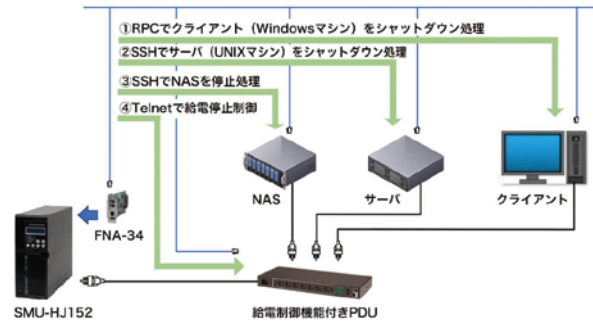 ①RPCでクライアント（Windowsマシン）をシャットダウン処理
②SSHでサーバ（UNIXマシン）をシャットダウン処理
③SSHでNASを停止処理
④Telnetで給電停止制御
NAS
サーバ
クライアント
FNA-34
SMU-HJ152
給電制御機能付きPDU